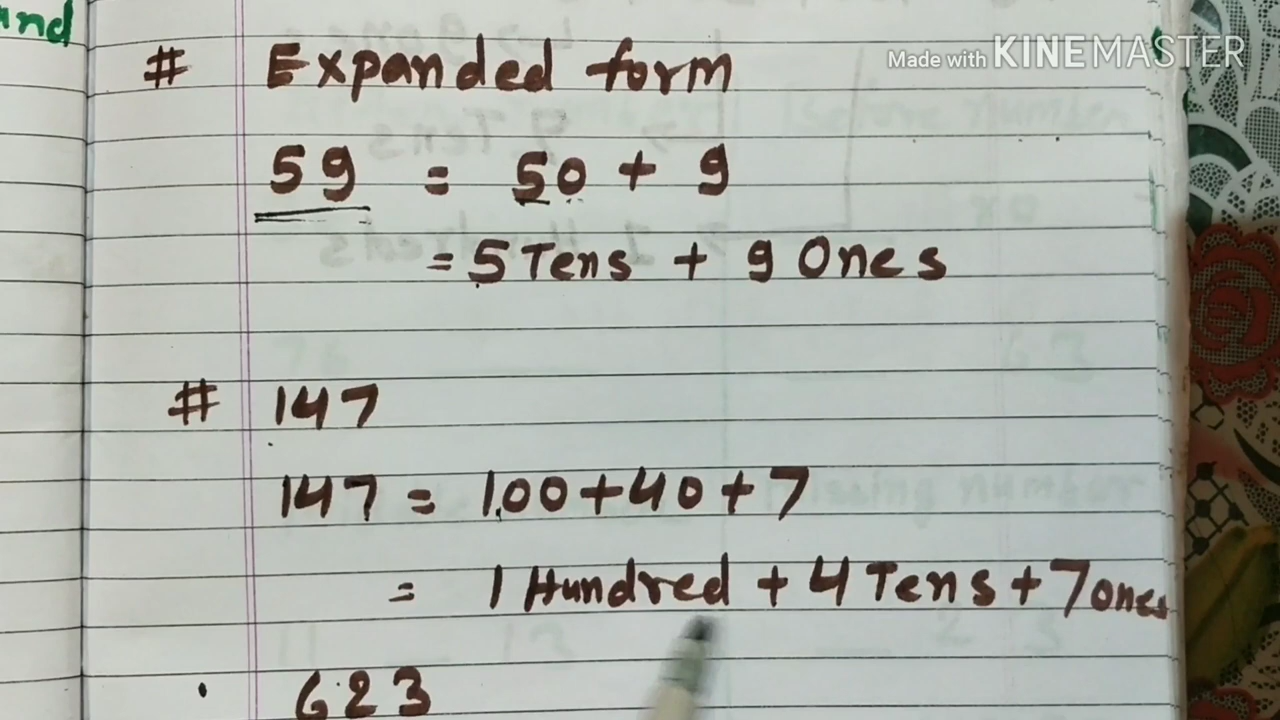 and
Made with KINEMASTER
# Expanded form
59 = 50 + 9
= 5 Tens + 9 Ones
# 147
147 = 100 + 40 + 7
= 1 Hundred + 4 Tens + 7 ones
. 623